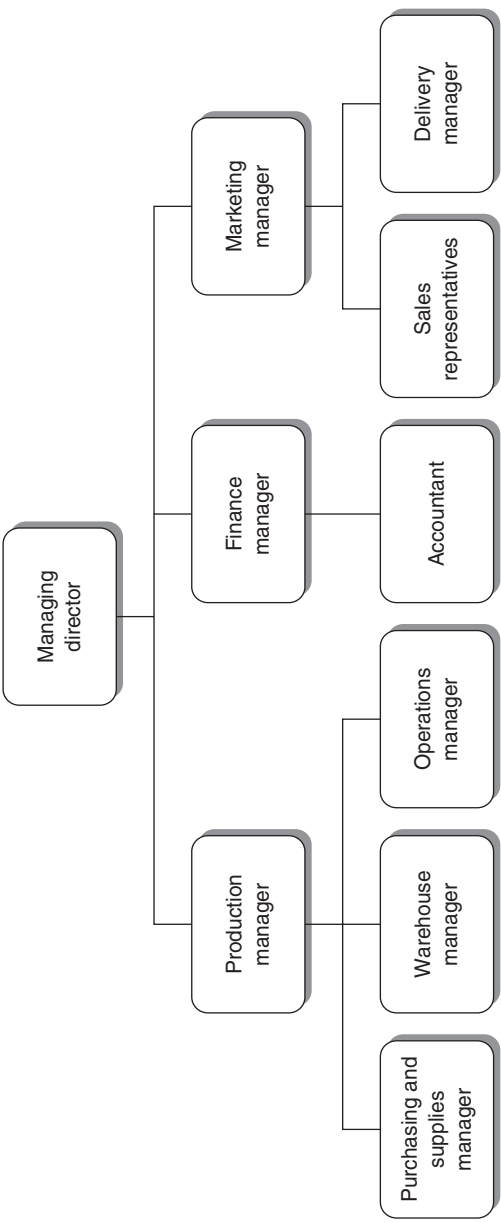 Managing
director
Production
manager
Finance
manager
Marketing
manager
Purchasing and
supplies
manager
Warehouse
manager
Operations
manager
Accountant
Sales
representatives
Delivery
manager